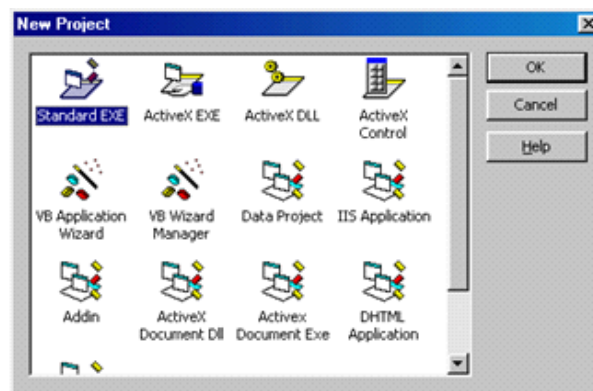 New Project
Standard EXE
ActiveX EXE
ActiveX DLL
ActiveX
Control
VB Application
Wizard
VB Wizard
Manager
Data Project
IIS Application
Addin
ActiveX
Document Dll
Activex
Document Exe
DHTML
Application
OK
Cancel
Help